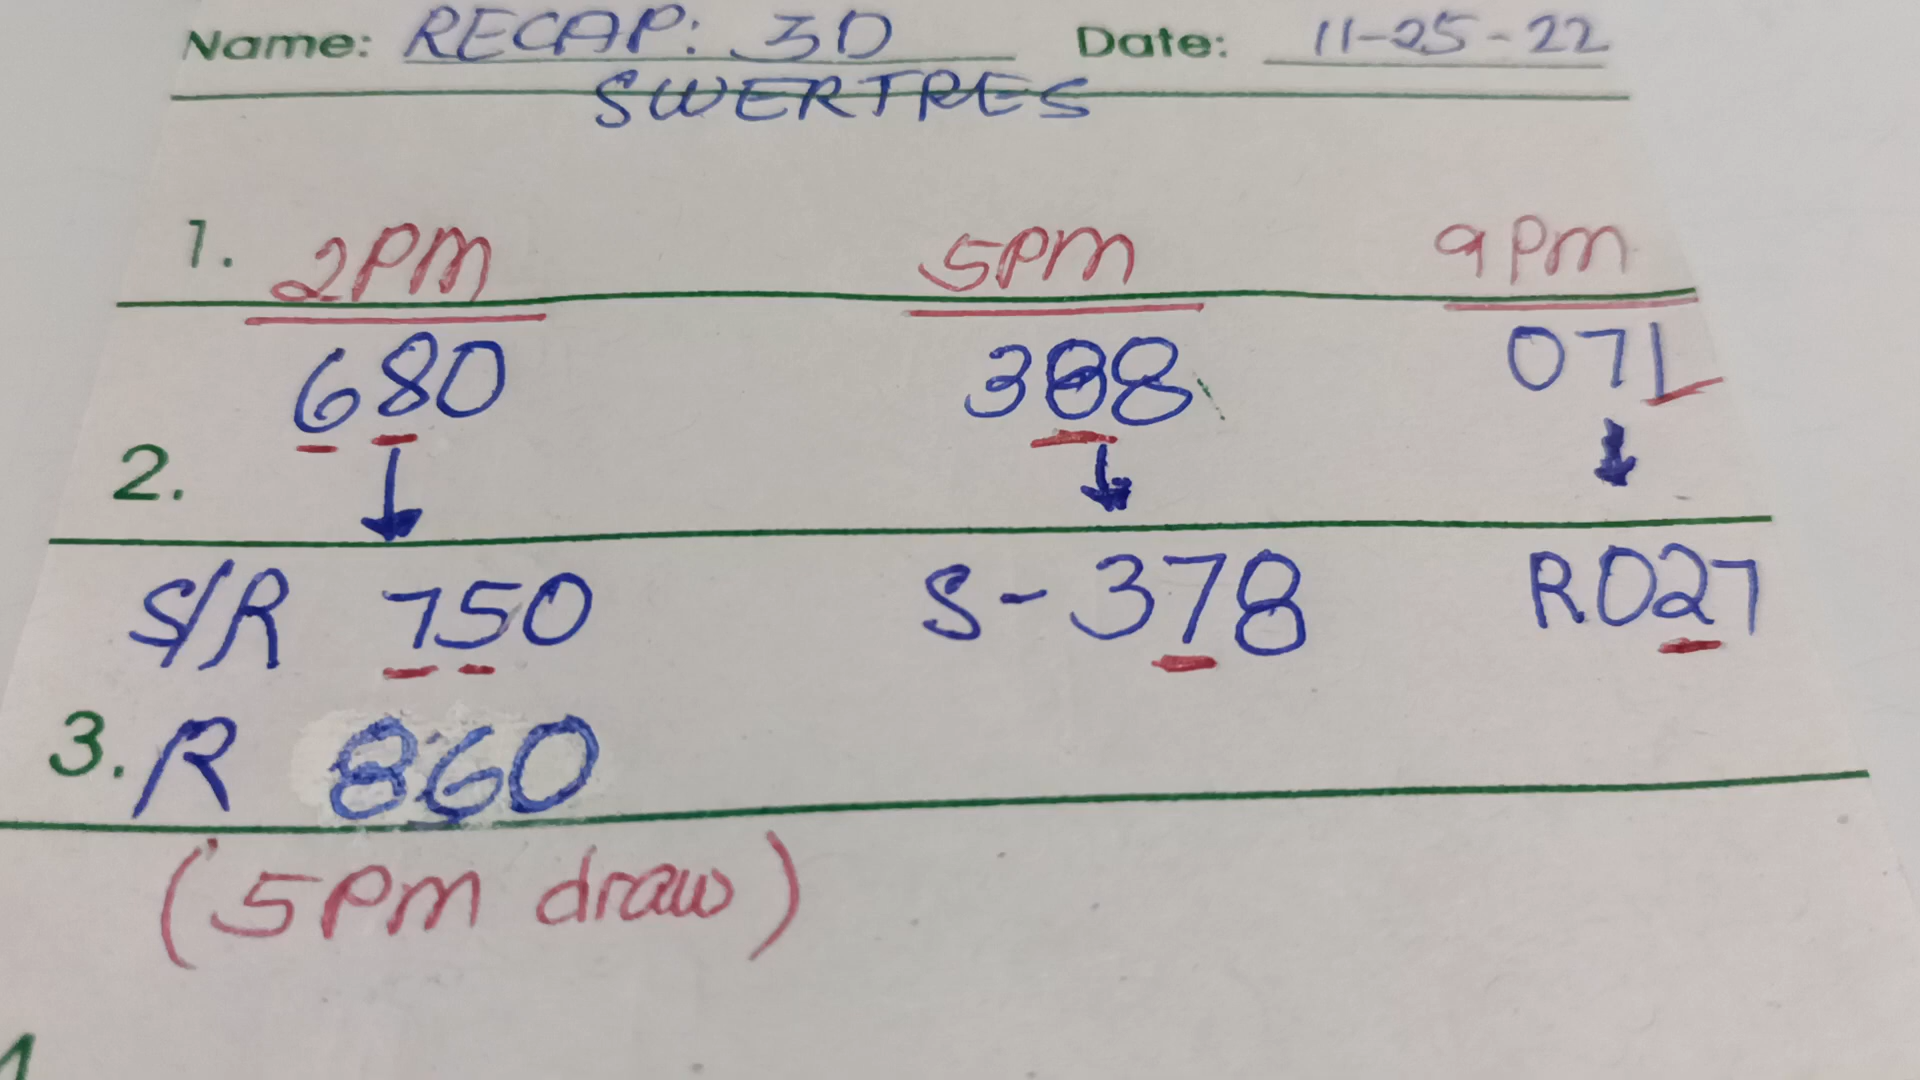 Name: RECAP: 3D Date: 11-25-22
SWERTRES
1. 2PM 5PM 9PM
680 388 071
2.
S/R 750 S-378 R027
3. R 860
(5PM draw)